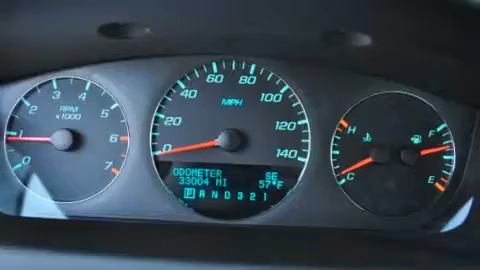 0 1 2 3 4 5 6 7
RPM
x1000
0 20 40 60 80 100 120 140
MPH
ODOMETER SE
33004 MI 57°F
P R N D 3 2 1
H C
F E